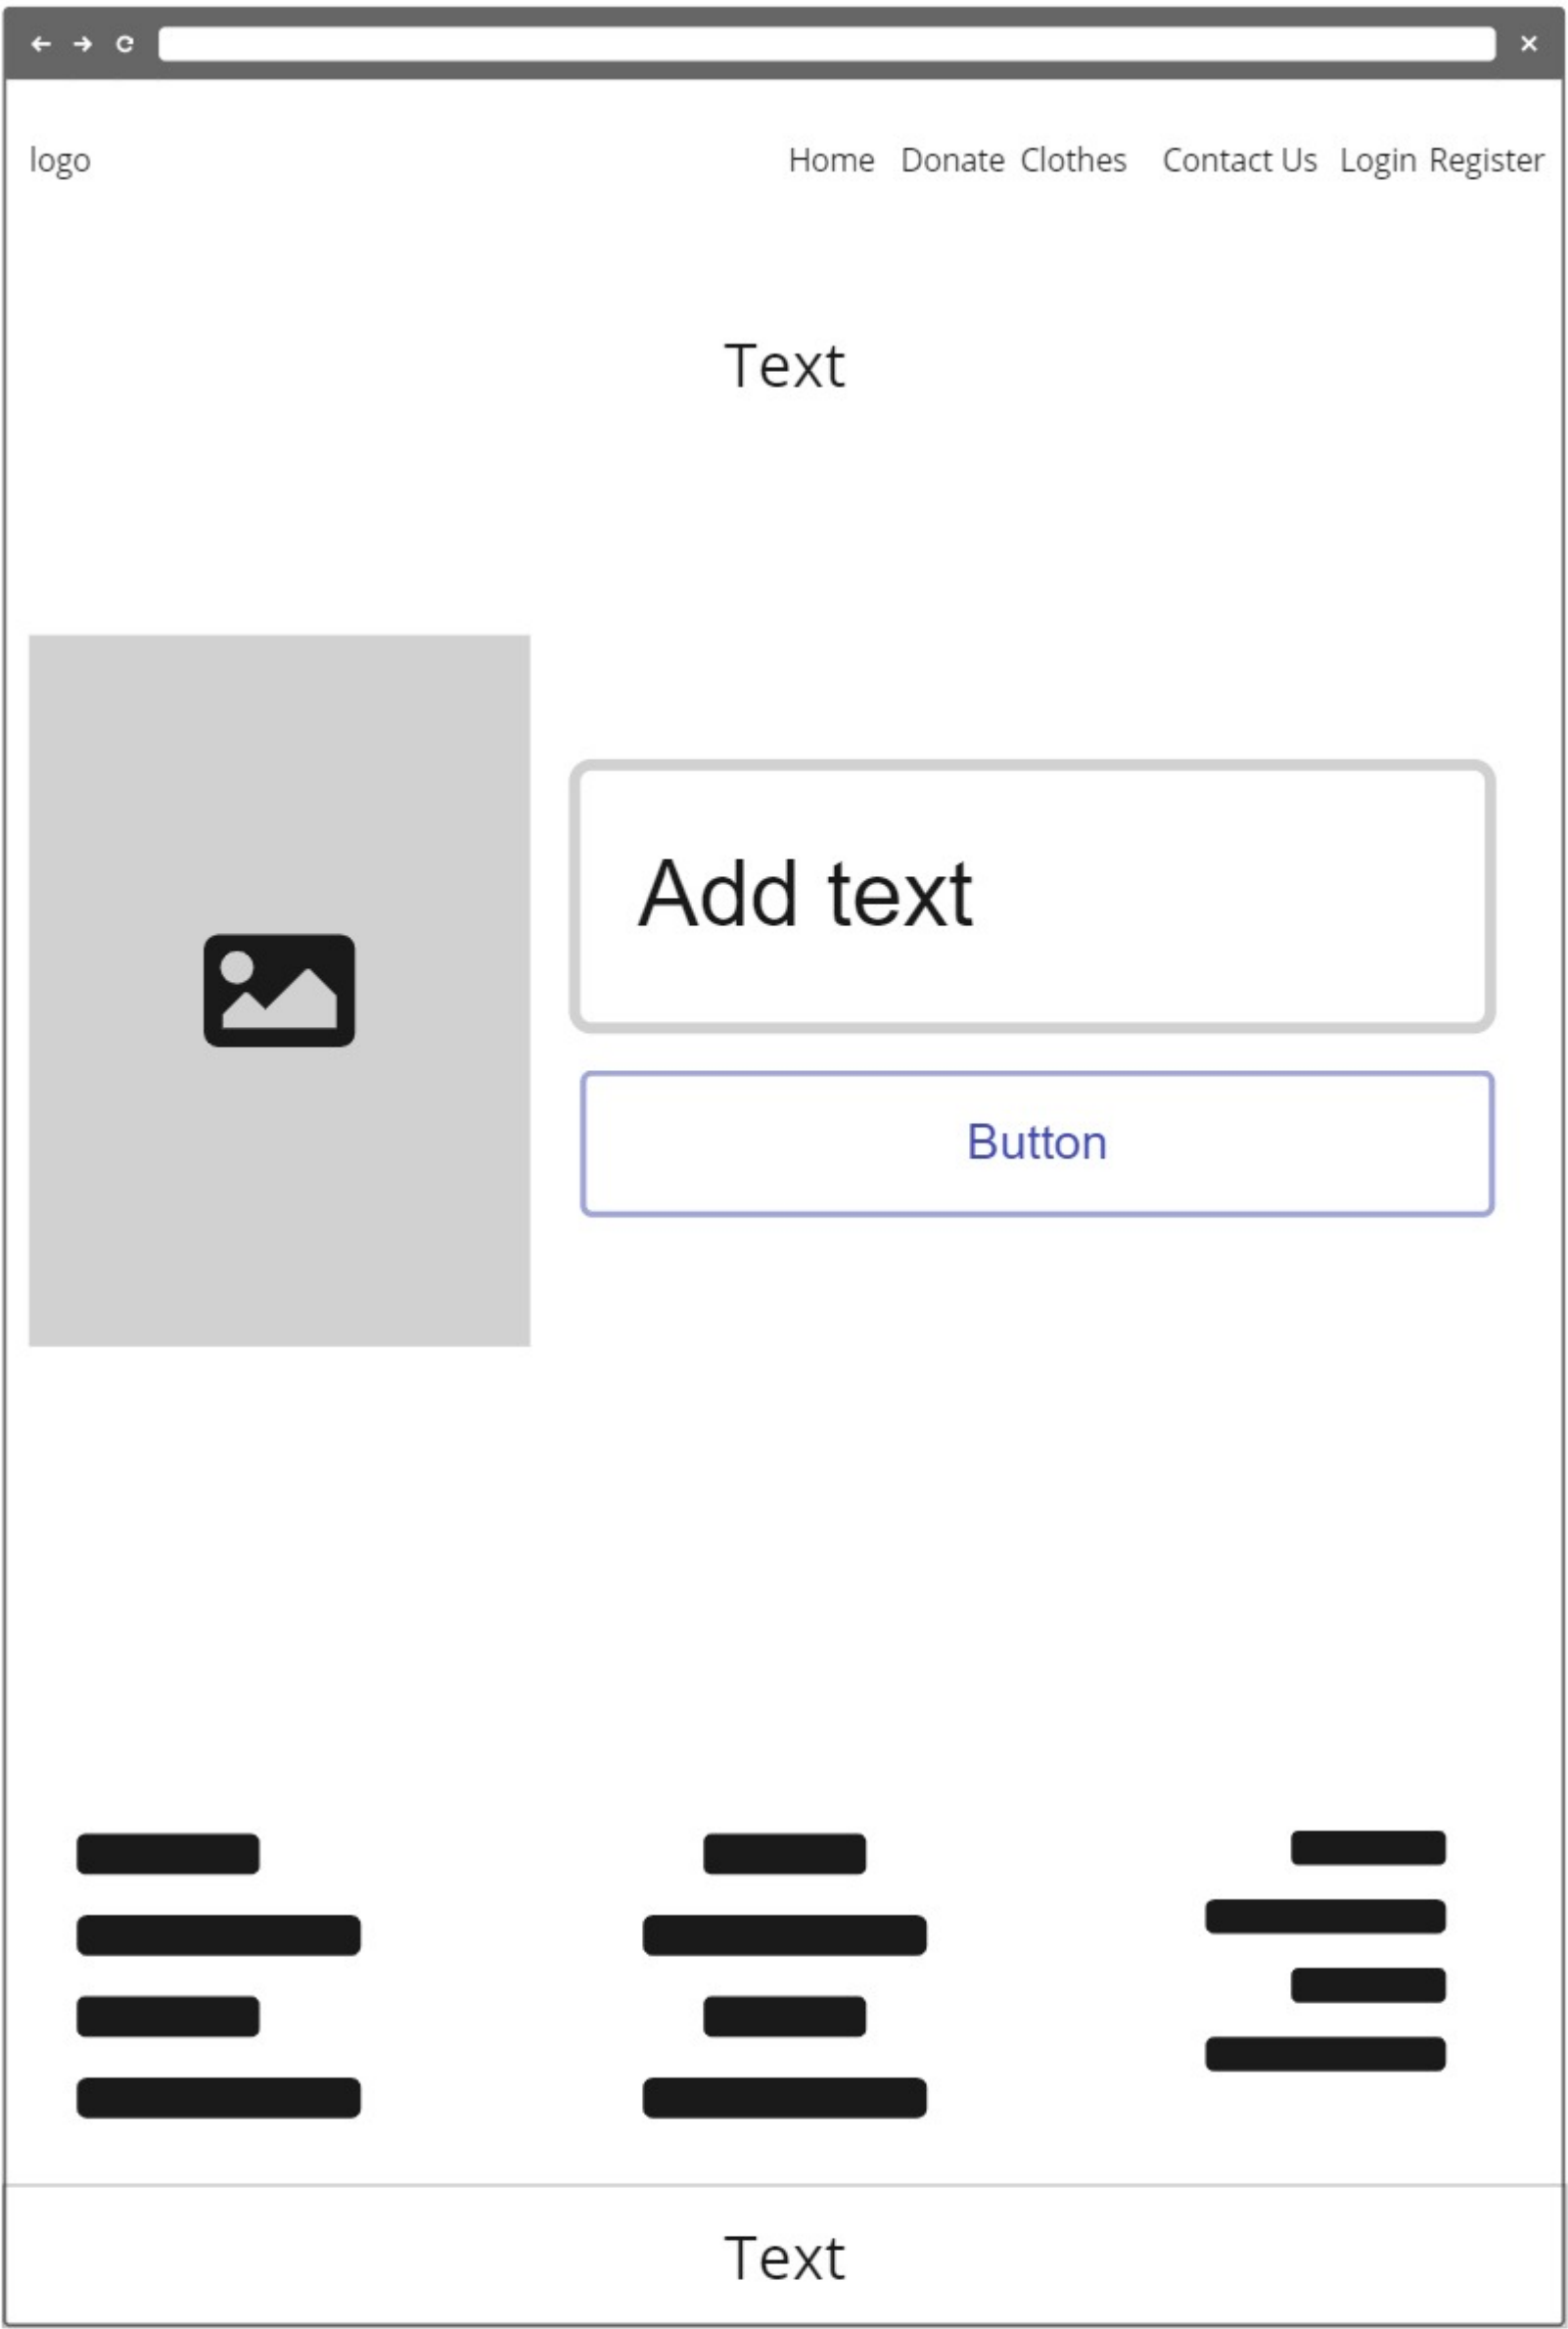 logo Home Donate Clothes Contact Us Login Register
Text
Add text
Button
Text